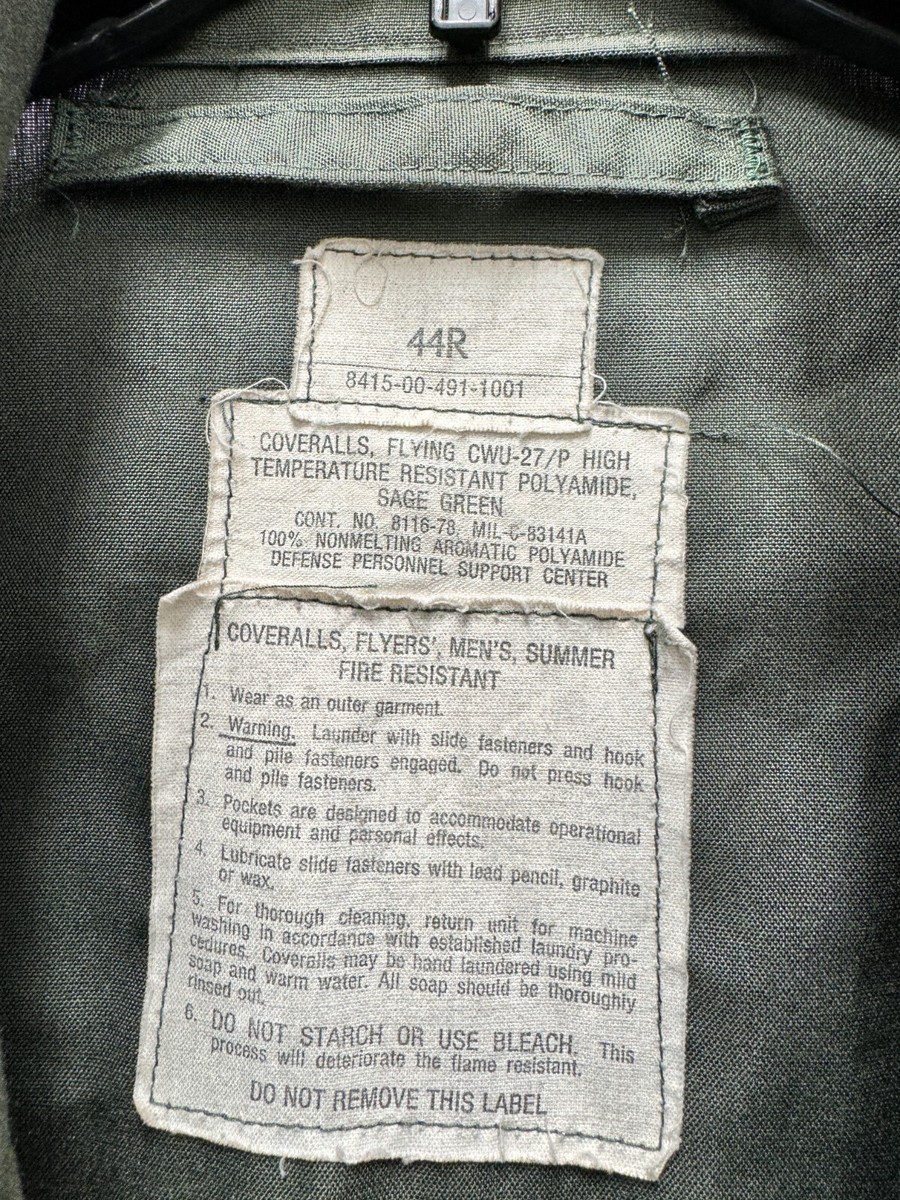 44R
8415-00-491-1001
COVERALLS, FLYING CWU-27/P HIGH
TEMPERATURE RESISTANT POLYAMIDE,
SAGE GREEN
CONT. NO. 8116-78 MIL-C-83141A
100% NONMELTING AROMATIC POLYAMIDE
DEFENSE PERSONNEL SUPPORT CENTER
COVERALLS, FLYERS', MEN'S, SUMMER
FIRE RESISTANT
1. Wear as an outer garment.
2. Warning. Launder with slide fasteners and hook
and pile fasteners engaged. Do not press hook
and pile fasteners.
3. Pockets are designed to accommodate operational
equipment and personal effects.
4. Lubricate slide fasteners with lead pencil, graphite
or wax.
5. For thorough cleaning, return unit for machine
washing in accordance with established laundry pro-
cedures. Coveralls may be hand laundered using mild
soap and warm water. All soap should be thoroughly
rinsed out.
6. DO NOT STARCH OR USE BLEACH. This
process will deteriorate the flame resistant.
DO NOT REMOVE THIS LABEL